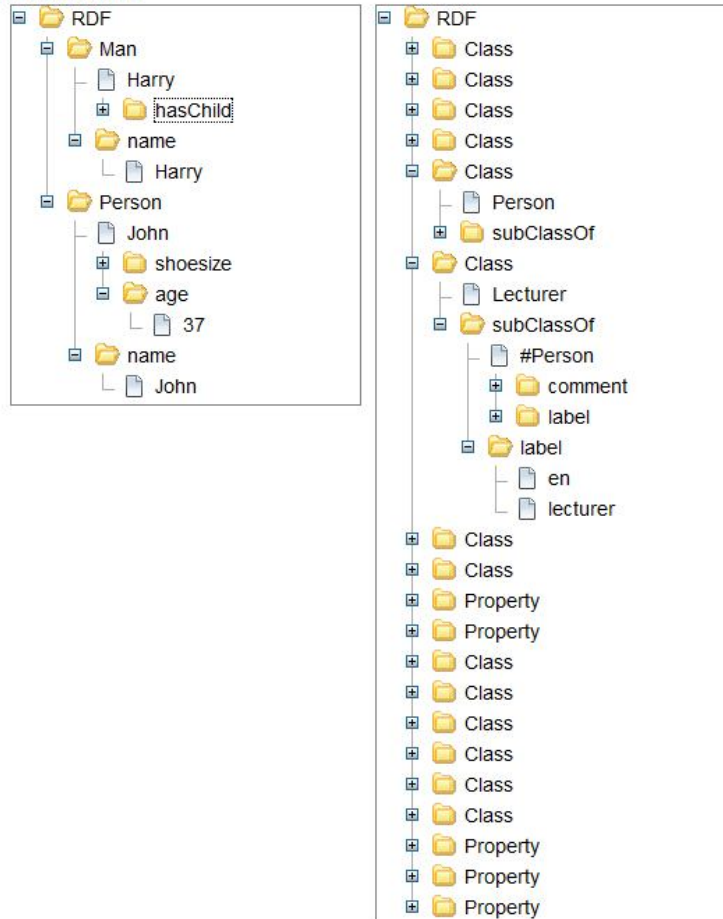 RDF
Man
Harry
hasChild
name
Harry
Person
John
shoesize
age
37
name
John
RDF
Class
Class
Class
Class
Class
Person
subClassOf
Class
Lecturer
subClassOf
#Person
comment
label
label
en
lecturer
Class
Class
Property
Property
Class
Class
Class
Class
Class
Class
Property
Property
Property